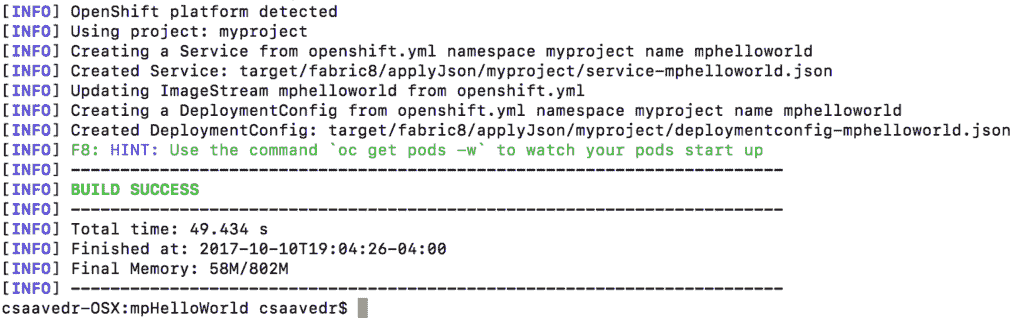 [INFO] OpenShift platform detected
[INFO] Using project: myproject
[INFO] Creating a Service from openshift.yml namespace myproject name mphelloworld
[INFO] Created Service: target/fabric8/applyJson/myproject/service-mphelloworld.json
[INFO] Updating ImageStream mphelloworld from openshift.yml
[INFO] Creating a DeploymentConfig from openshift.yml namespace myproject name mphelloworld
[INFO] Created DeploymentConfig: target/fabric8/applyJson/myproject/deploymentconfig-mphelloworld.json
[INFO] F8: HINT: Use the command `oc get pods -w` to watch your pods start up
[INFO] ------------------------------------------------------------------------
[INFO] BUILD SUCCESS
[INFO] ------------------------------------------------------------------------
[INFO] Total time: 49.434 s
[INFO] Finished at: 2017-10-10T19:04:26-04:00
[INFO] Final Memory: 58M/802M
[INFO] ------------------------------------------------------------------------
csaavedr-OSX:mpHelloWorld csaavedr$